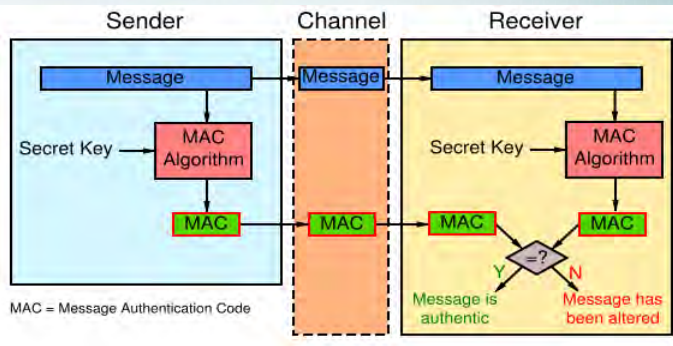 Sender
Channel
Receiver
Message
Message
Message
Secret Key
MAC
Algorithm
Secret Key
MAC
Algorithm
MAC
MAC
MAC
MAC
=?
Y
N
MAC = Message Authentication Code
Message is
authentic
Message has
been altered